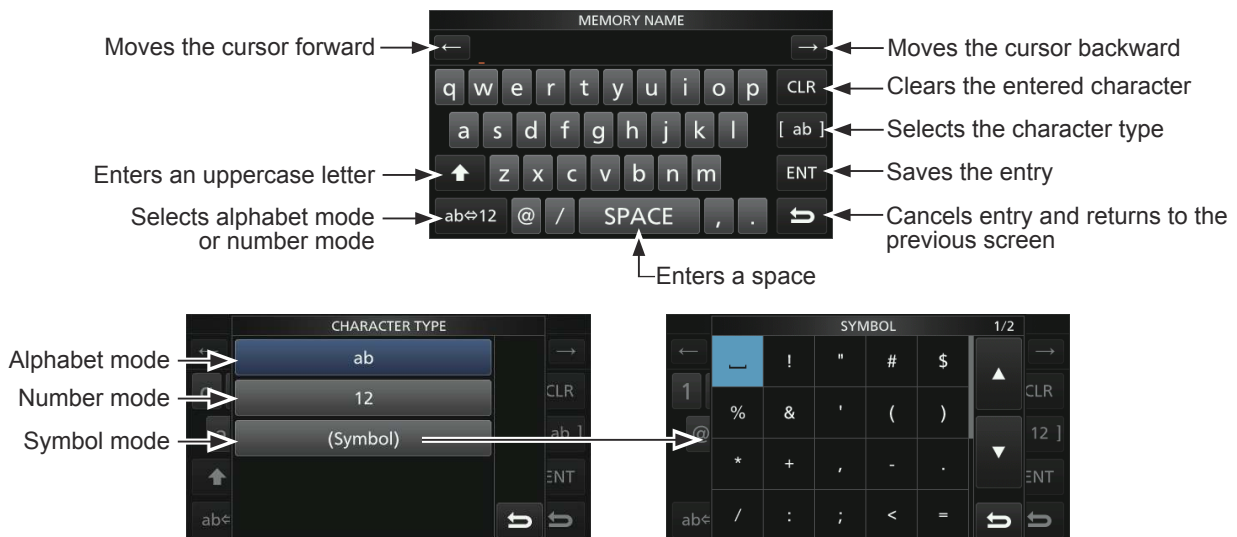 MEMORY NAME
Moves the cursor forward
←
→
Moves the cursor backward
q w e r t y u i o p
CLR
Clears the entered character
a s d f g h j k l
[ ab ]
Selects the character type
Enters an uppercase letter
z x c v b n m
ENT
Saves the entry
Selects alphabet mode
or number mode
ab⇔12 @ / SPACE , .
Cancels entry and returns to the
previous screen
Enters a space
CHARACTER TYPE
Alphabet mode
ab
→
Number mode
12
CLR
Symbol mode
(Symbol)
ab ]
ENT
ab⇔
SYMBOL
1/2
← ! " # $ →
1 % & ' ( ) CLR
@ * + , - . 12 ]
ENT
ab⇔ / : ; < =